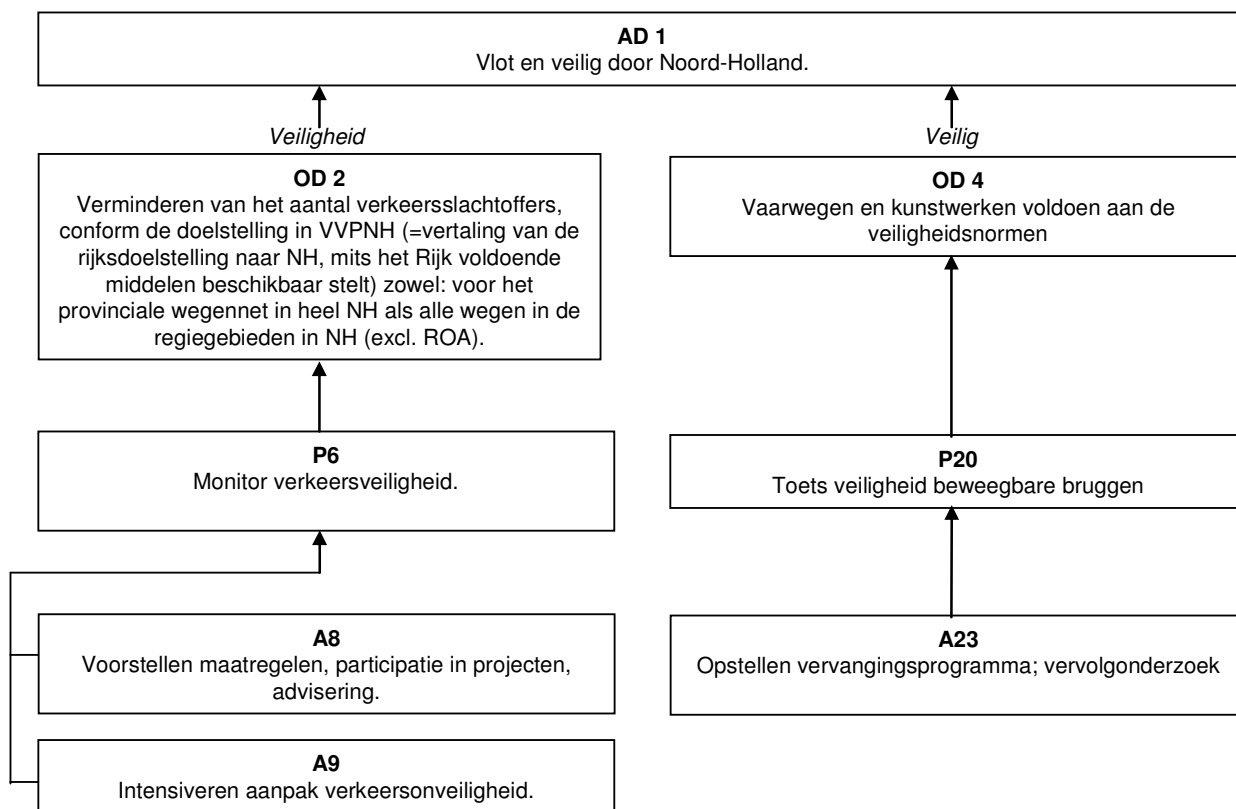 AD 1
Vlot en veilig door Noord-Holland.
Veiligheid
Veilig
OD 2
Verminderen van het aantal verkeersslachtoffers,
conform de doelstelling in VVPNH (=vertaling van de
rijksdoelstelling naar NH, mits het Rijk voldoende
middelen beschikbaar stelt) zowel: voor het
provinciale wegennet in heel NH als alle wegen in de
regiegebieden in NH (excl. ROA).
OD 4
Vaarwegen en kunstwerken voldoen aan de
veiligheidsnormen
P6
Monitor verkeersveiligheid.
P20
Toets veiligheid beweegbare bruggen
A8
Voorstellen maatregelen, participatie in projecten,
advisering.
A23
Opstellen vervangingsprogramma; vervolgonderzoek
A9
Intensiveren aanpak verkeersonveiligheid.